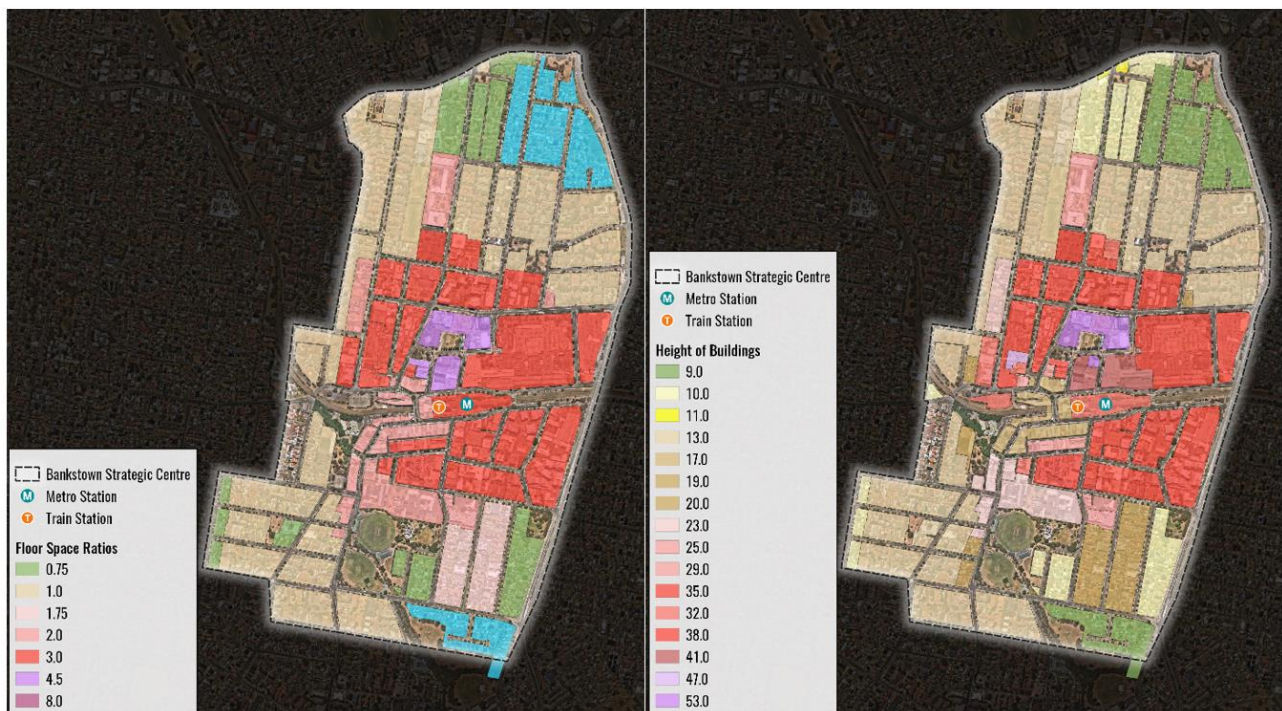 Bankstown Strategic Centre
M Metro Station
T Train Station
Floor Space Ratios
0.75
1.0
1.75
2.0
3.0
4.5
8.0
T M
Bankstown Strategic Centre
M Metro Station
T Train Station
Height of Buildings
9.0
10.0
11.0
13.0
17.0
19.0
20.0
23.0
25.0
29.0
35.0
32.0
38.0
41.0
47.0
53.0
T M